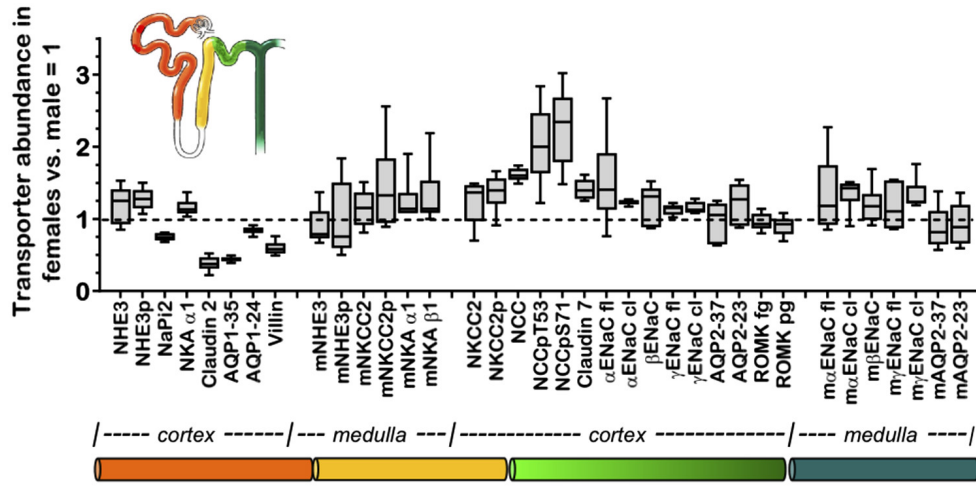 Transporter abundance in
females vs. male = 1
3
2
1
0
NHE3
NHE3p
NaPi2
NKA α1
Claudin 2
AQP1-35
AQP1-24
Villin
mNHE3
mNHE3p
mNKCC2
mNKCC2p
mNKA α1
mNKA β1
NKCC2
NKCC2p
NCC
NCCpT53
NCCpS71
Claudin 7
αENaC fl
αENaC cl
βENaC
γENaC fl
γENaC cl
AQP2-37
AQP2-23
ROMK fg
ROMK pg
mαENaC fl
mαENaC cl
mβENaC
mγENaC fl
mγENaC cl
mAQP2-37
mAQP2-23
/ ----- cortex ----- / ---- medulla ---- / --------- cortex --------- / ---- medulla ---- /